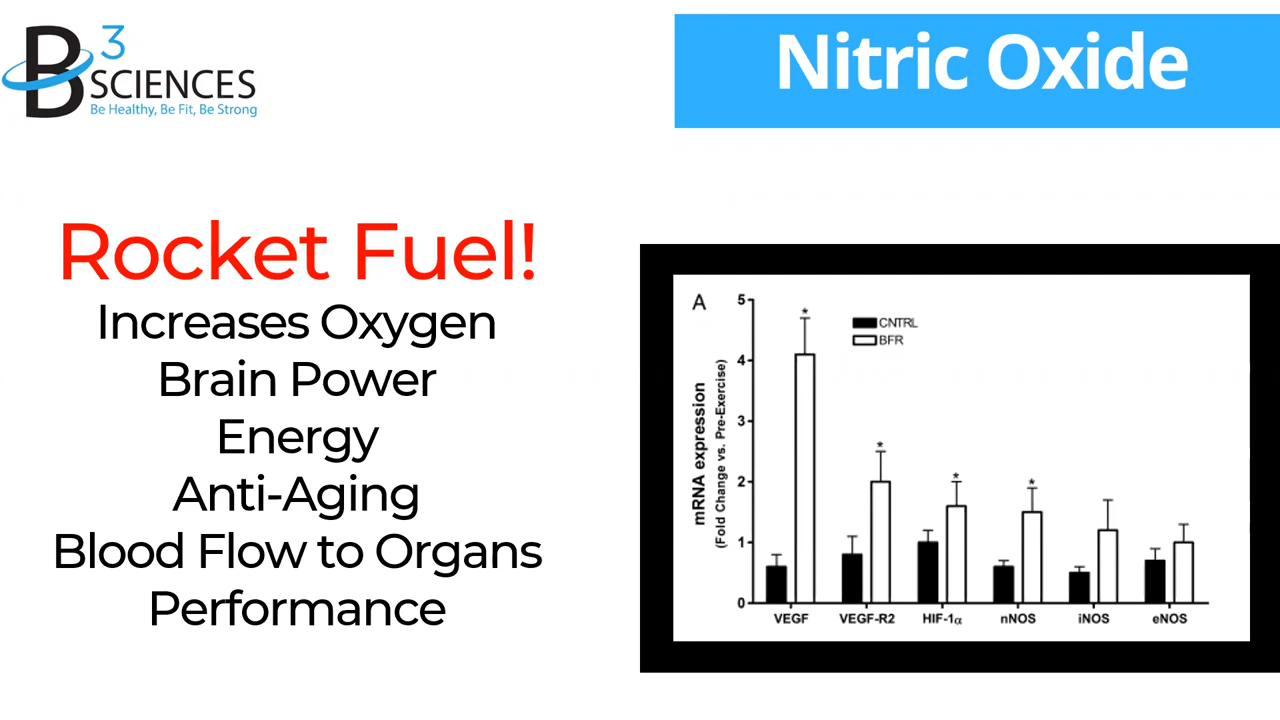 B3 SCIENCES
Be Healthy, Be Fit, Be Strong
Nitric Oxide
Rocket Fuel!
Increases Oxygen
Brain Power
Energy
Anti-Aging
Blood Flow to Organs
Performance
A
CNTRL
BFR
mRNA expression
(Fold Change vs. Pre-Exercise)
5
4
3
2
1
0
* * * *
VEGF VEGF-R2 HIF-1α nNOS iNOS eNOS